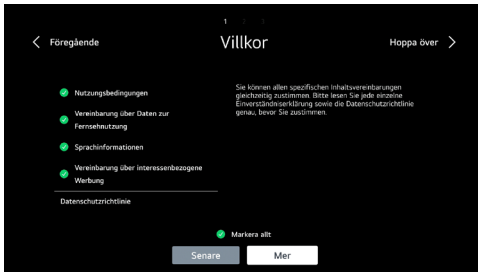 1 2 3
Föregående
Villkor
Hoppa över
Nutzungsbedingungen
Vereinbarung über Daten zur
Fernsehnutzung
Sprachinformationen
Vereinbarung über interessenbezogene
Werbung
Datenschutzrichtlinie
Sie können allen spezifischen Inhaltsvereinbarungen
gleichzeitig zustimmen. Bitte lesen Sie jede einzelne
Einverständniserklärung sowie die Datenschutzrichtlinie
genau, bevor Sie zustimmen.
Markera allt
Senare
Mer